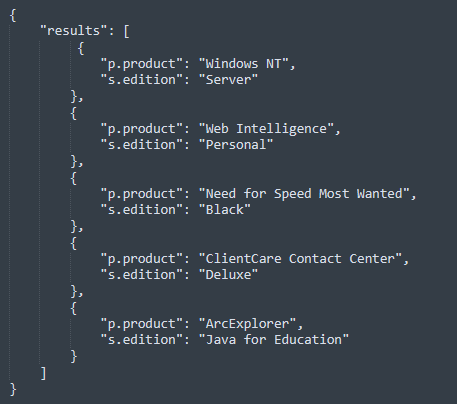 {
"results": [
{
"p.product": "Windows NT",
"s.edition": "Server"
},
{
"p.product": "Web Intelligence",
"s.edition": "Personal"
},
{
"p.product": "Need for Speed Most Wanted",
"s.edition": "Black"
},
{
"p.product": "ClientCare Contact Center",
"s.edition": "Deluxe"
},
{
"p.product": "ArcExplorer",
"s.edition": "Java for Education"
}
]
}